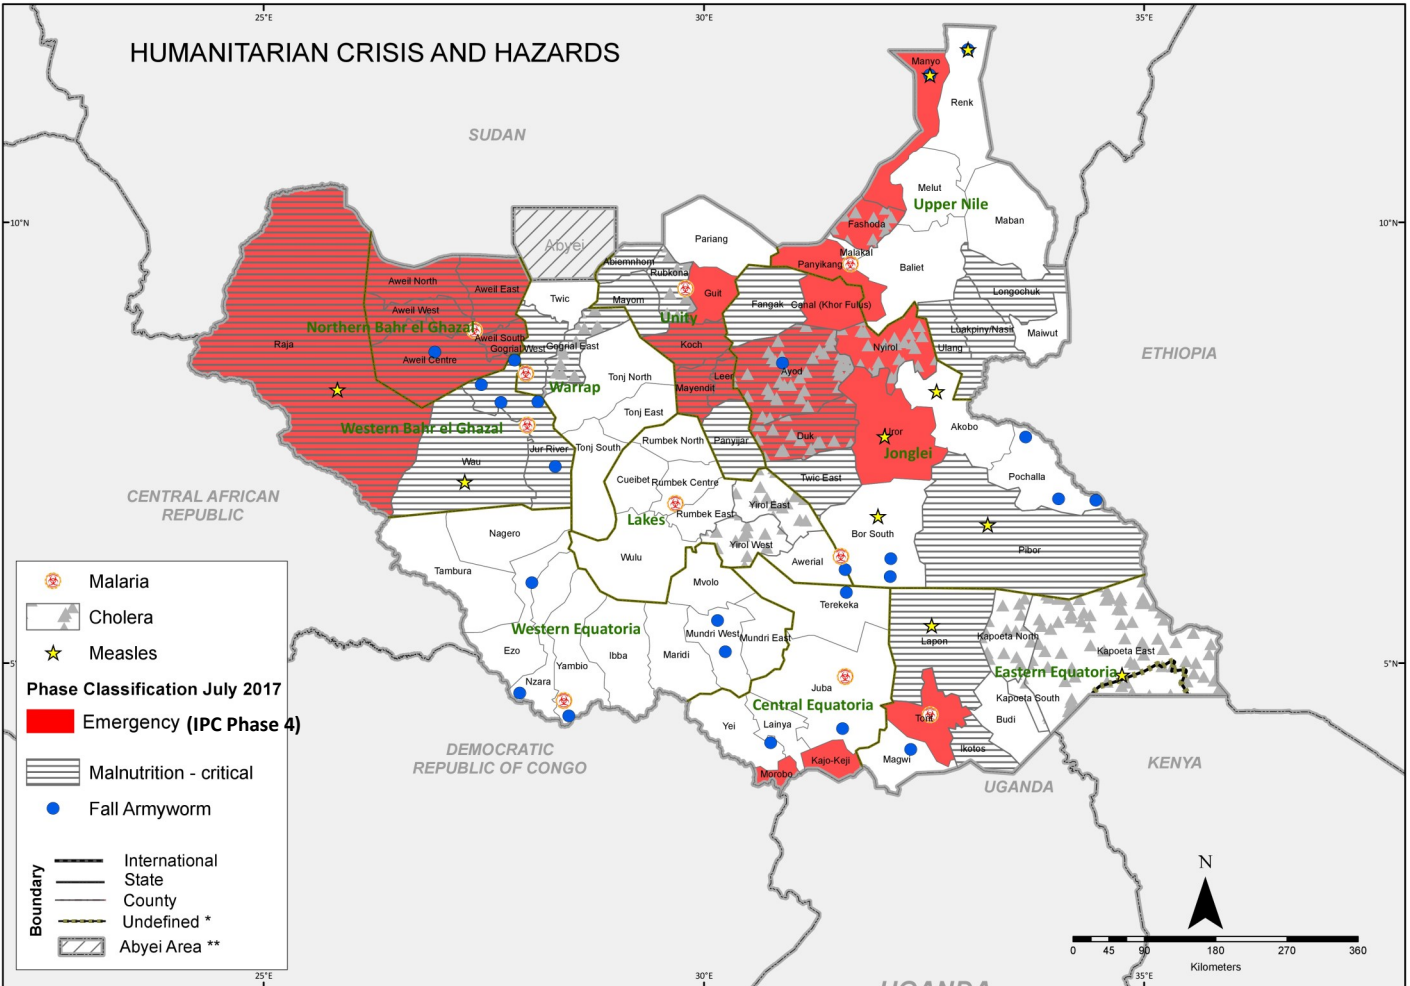 25°E
30°E
35°E
HUMANITARIAN CRISIS AND HAZARDS
Manyo
Renk
SUDAN
Melut
Upper Nile
10°N
10°N
Maban
Fashoda
Abyei
Pariang
Malakal
Abiemnhom
Panyikang
Baliet
Rubkona
Aweil North
Aweil East
Guit
Longochuk
Twic
Mayom
Fangak
Canal (Khor Fulus)
Aweil West
Unity
Northern Bahr el Ghazal
Luakpiny/Nasir
Maiwut
Raja
Aweil South
Gogrial West
Gogrial East
Koch
Nyirol
Ulang
ETHIOPIA
Aweil Centre
Ayod
Leer
Tonj North
Warrap
Mayendit
Tonj East
Western Bahr el Ghazal
Akobo
Uror
Duk
Rumbek North
Panyijar
Jur River
Tonj South
Jonglei
Wau
Cueibet
Rumbek Centre
Twic East
Pochalla
CENTRAL AFRICAN
REPUBLIC
Yirol East
Rumbek East
Lakes
Bor South
Nagero
Yirol West
Pibor
Wulu
Awerial
Tambura
Mvolo
Malaria
Terekeka
Cholera
Western Equatoria
Mundri West
Mundri East
Kapoeta North
Lapon
Measles
Ezo
Ibba
Maridi
Kapoeta East
5°
5°N
Yambio
Eastern Equatoria
Nzara
Juba
Phase Classification July 2017
Kapoeta South
Central Equatoria
Emergency (IPC Phase 4)
Yei
Lainya
Torit
Budi
DEMOCRATIC
REPUBLIC OF CONGO
Ikotos
Magwi
Kajo-Keji
KENYA
Malnutrition - critical
Morobo
UGANDA
Fall Armyworm
Boundary
International
State
County
Undefined *
Abyei Area **
N
0 45 90 180 270 360
Kilometers
25°E
30°E
35°E
UGANDA